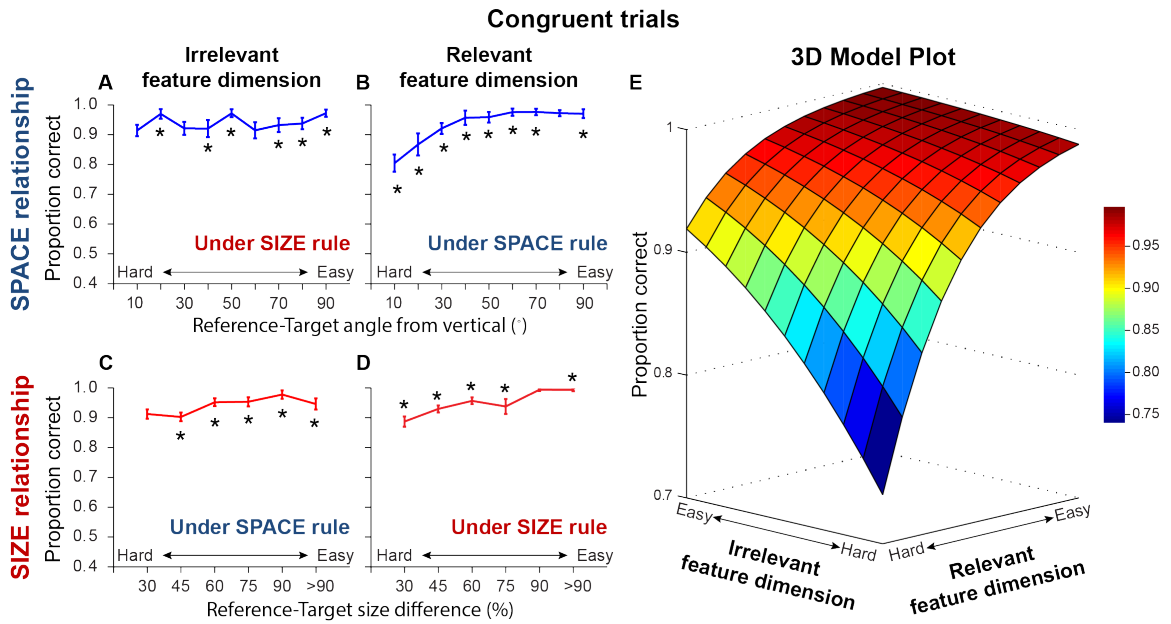 Congruent trials
Irrelevant
feature dimension
Relevant
feature dimension
3D Model Plot
SPACE relationship
A
Proportion correct
1.0
0.9
0.8
0.7
0.6
0.5
0.4
* * * * * * *
Under SIZE rule
Hard Easy
10 30 50 70 90
B
* * * * * * * *
Under SPACE rule
Hard Easy
10 30 50 70 90
Reference-Target angle from vertical (°)
SIZE relationship
C
Proportion correct
1.0
0.9
0.8
0.7
0.6
0.5
0.4
* * * * *
Under SPACE rule
Hard Easy
30 45 60 75 90 >90
D
* * * * *
Under SIZE rule
Hard Easy
30 45 60 75 90 >90
Reference-Target size difference (%)
E
Proportion correct
1
0.9
0.8
0.7
Easy Hard
Irrelevant
feature dimension
Hard Easy
Relevant
feature dimension
0.95
0.90
0.85
0.80
0.75